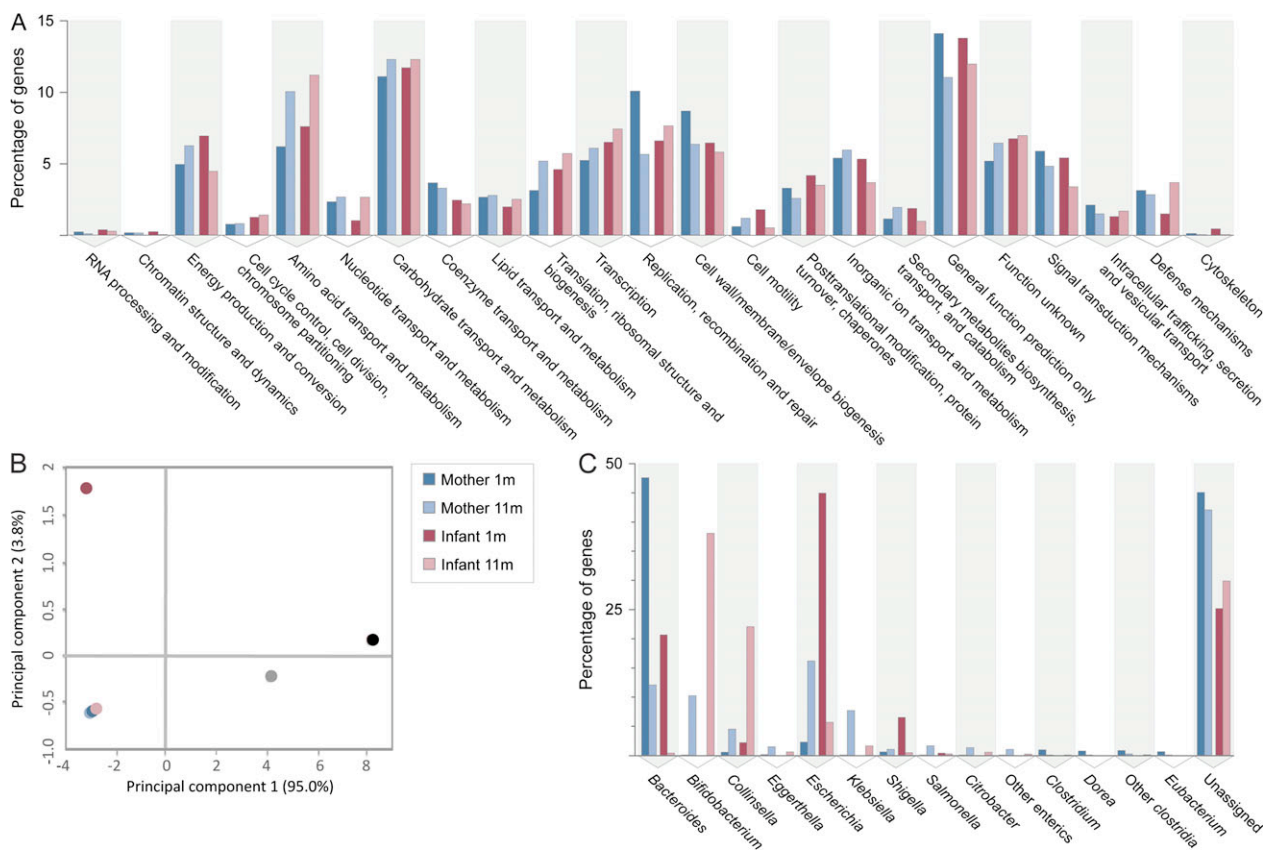 A
Percentage of genes
15
10
5
RNA processing and modification
Chromatin structure and dynamics
Energy production and conversion
Cell cycle control, cell division,
chromosome partitioning
Amino acid transport and metabolism
Nucleotide transport and metabolism
Carbohydrate transport and metabolism
Coenzyme transport and metabolism
Lipid transport and metabolism
Translation, ribosomal structure and
biogenesis
Transcription
Replication, recombination and repair
Cell wall/membrane/envelope biogenesis
Cell motility
Posttranslational modification, protein
turnover, chaperones
Inorganic ion transport and metabolism
Secondary metabolites biosynthesis,
transport, and catabolism
General function prediction only
Function unknown
Signal transduction mechanisms
Intracellular trafficking, secretion
and vesicular transport
Defense mechanisms
Cytoskeleton
B
Principal component 2 (3.8%)
2
1.5
1.0
0.5
0
-0.5
-1.0
-4
-2
0
2
4
6
8
Principal component 1 (95.0%)
Mother 1m
Mother 11m
Infant 1m
Infant 11m
C
Percentage of genes
50
25
Bacteroides
Bifidobacterium
Collinsella
Eggerthella
Escherichia
Klebsiella
Shigella
Salmonella
Citrobacter
Other enterics
Clostridium
Dorea
Other clostridia
Eubacterium
Unassigned